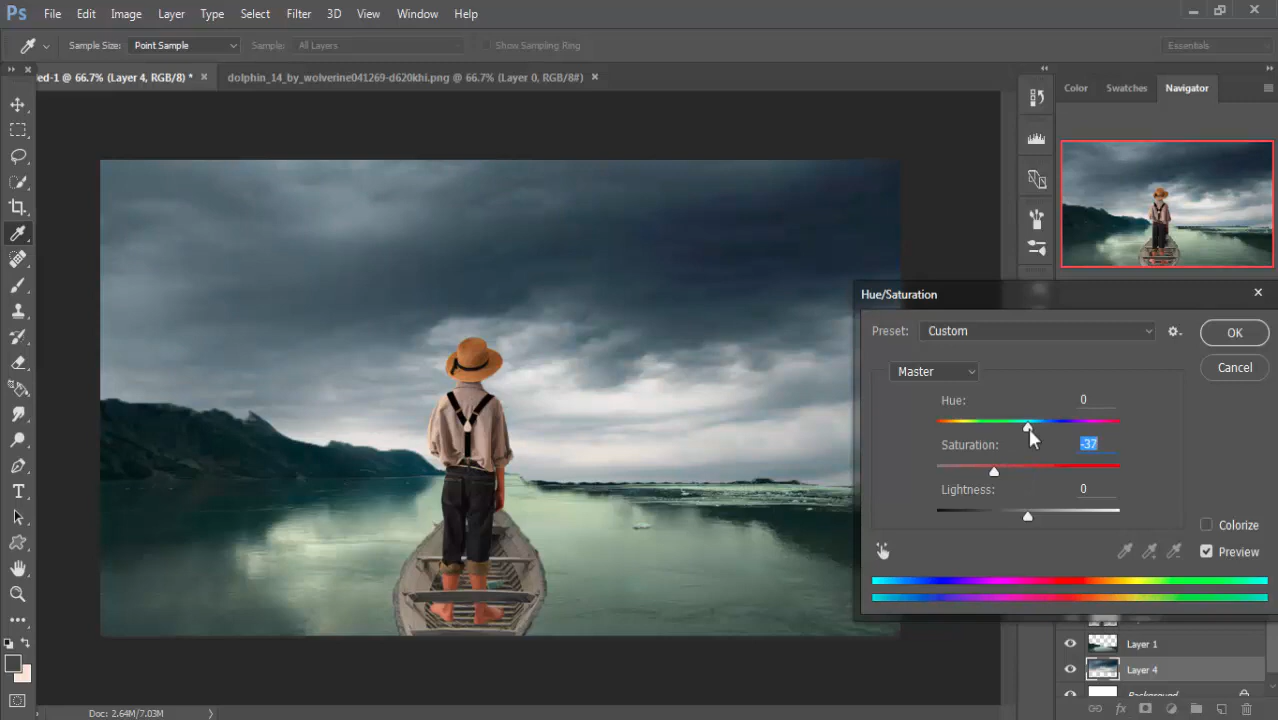 Ps File Edit Image Layer Type Select Filter 3D View Window Help
Sample Size: Point Sample Sample: All Layers Show Sampling Ring Essentials
ed-1 @ 66.7% (Layer 4, RGB/8) * × dolphin_14_by_wolverine041269-d620khi.png @ 66.7% (Layer 0, RGB/8#) ×
Color Swatches Navigator
Hue/Saturation
Preset: Custom
OK
Master
Cancel
Hue: 0
Saturation: -37
Lightness: 0
Colorize
Preview
Layer 1
Layer 4
Background
Doc: 2.64M/7.03M